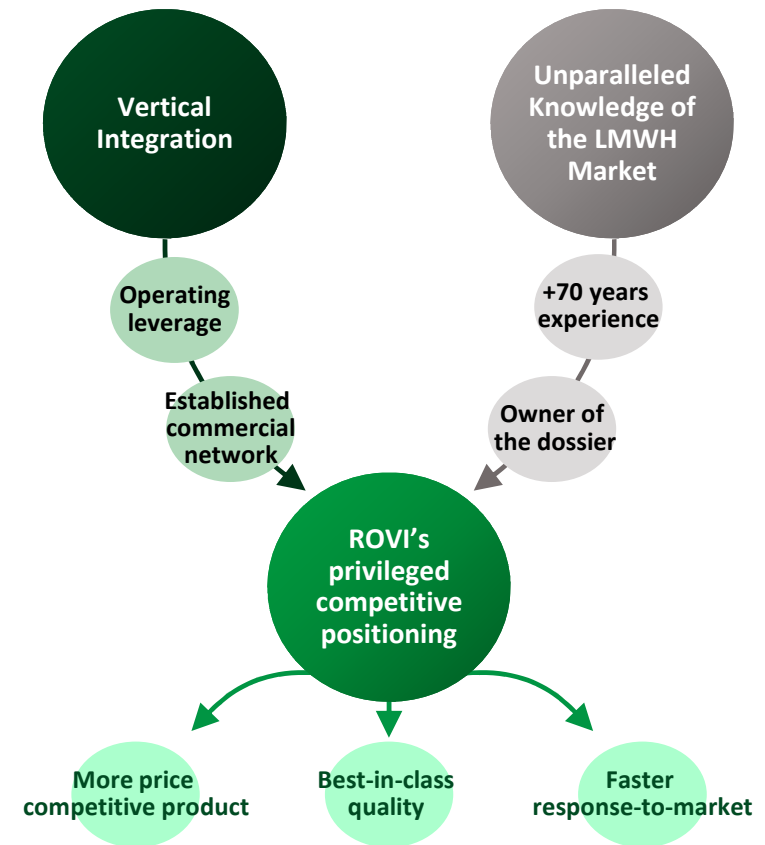 Vertical
Integration
Unparalleled
Knowledge of
the LMWH
Market
Operating
leverage
+70 years
experience
Established
commercial
network
Owner of
the dossier
ROVI’s
privileged
competitive
positioning
More price
competitive product
Best-in-class
quality
Faster
response-to-market